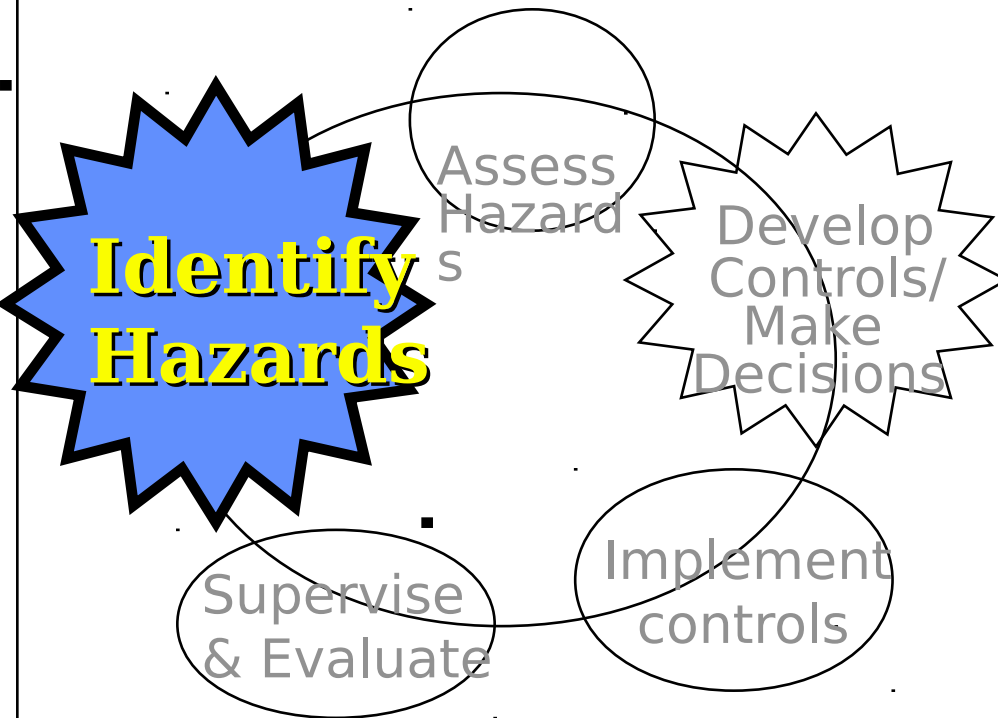 Identify
Hazards
Assess
Hazard
s
Develop
Controls/
Make
Decisions
Implement
controls
Supervise
& Evaluate